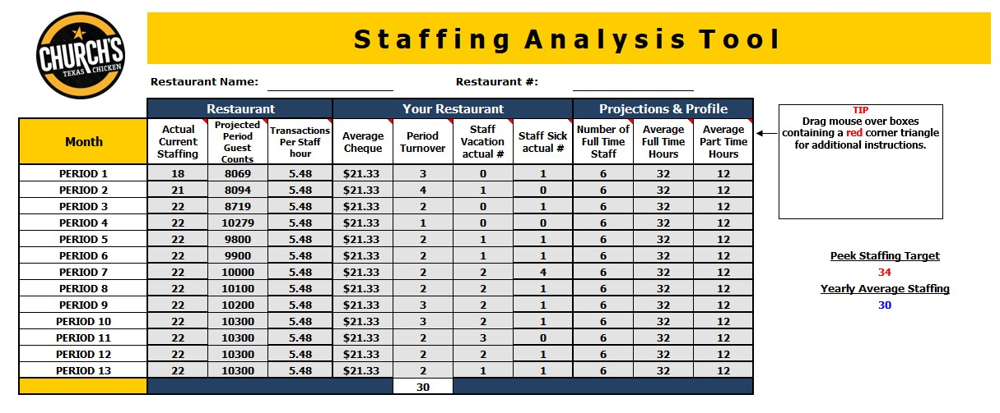 CHURCH'S
TEXAS CHICKEN
Staffing Analysis Tool
Restaurant Name: Restaurant #:
Restaurant Your Restaurant Projections & Profile
Month Actual Current Staffing Projected Period Guest Counts Transactions Per Staff hour Average Cheque Period Turnover Staff Vacation actual # Staff Sick actual # Number of Full Time Staff Average Full Time Hours Average Part Time Hours
TIP
Drag mouse over boxes
containing a red corner triangle
for additional instructions.
PERIOD 1 18 8069 5.48 $21.33 3 0 1 6 32 12
PERIOD 2 21 8094 5.48 $21.33 4 1 0 6 32 12
PERIOD 3 22 8719 5.48 $21.33 2 0 1 6 32 12
PERIOD 4 22 10279 5.48 $21.33 1 0 0 6 32 12
PERIOD 5 22 9800 5.48 $21.33 2 1 1 6 32 12
PERIOD 6 22 9900 5.48 $21.33 2 1 1 6 32 12
PERIOD 7 22 10000 5.48 $21.33 2 2 4 6 32 12
PERIOD 8 22 10100 5.48 $21.33 2 2 1 6 32 12
PERIOD 9 22 10200 5.48 $21.33 3 2 1 6 32 12
PERIOD 10 22 10300 5.48 $21.33 3 2 1 6 32 12
PERIOD 11 22 10300 5.48 $21.33 2 3 0 6 32 12
PERIOD 12 22 10300 5.48 $21.33 2 2 1 6 32 12
PERIOD 13 22 10300 5.48 $21.33 2 1 1 6 32 12
30
Peek Staffing Target
34
Yearly Average Staffing
30